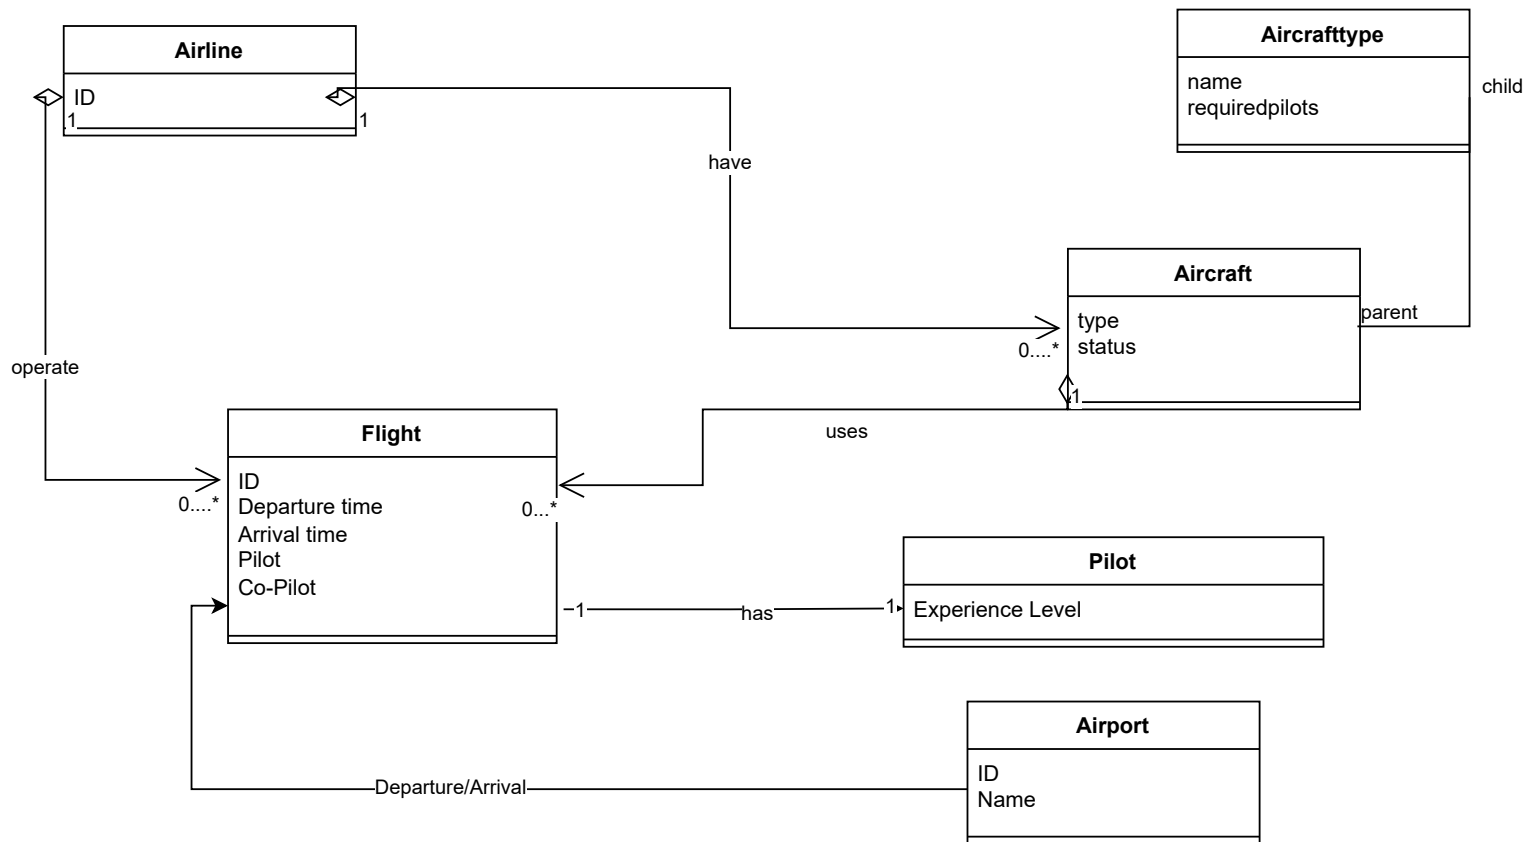 Airline
ID
1
1
Aircrafttype
name
requiredpilots
child
have
Aircraft
type
status
parent
0....*
1
operate
uses
Flight
ID
Departure time
Arrival time
Pilot
Co-Pilot
0....*
0...*
1
has
1
Pilot
Experience Level
Departure/Arrival
Airport
ID
Name